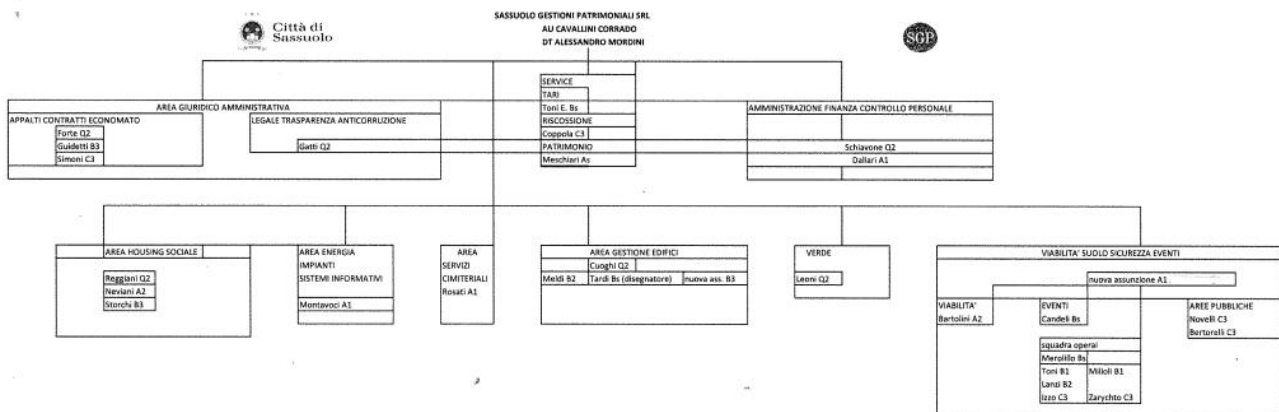 Città di
Sassuolo
SASSUOLO GESTIONI PATRIMONIALI SRL
AU CAVALLINI CORRADO
DT ALESSANDRO MORDINI
SGP
SERVICE
TARI
Toni E. Bs
RISCOSSIONE
Coppola C3
PATRIMONIO
Meschiari As
AREA GIURIDICO AMMINISTRATIVA
APPALTI CONTRATTI ECONOMATO
Forte Q2
Guidetti B3
Simoni C3
LEGALE TRASPARENZA ANTICORRUZIONE
Gatti Q2
AMMINISTRAZIONE FINANZA CONTROLLO PERSONALE
Schiavone Q2
Dallari A1
AREA HOUSING SOCIALE
Reggiani Q2
Neviani A2
Storchi B3
AREA ENERGIA
IMPIANTI
SISTEMI INFORMATIVI
Montavoci A1
AREA
SERVIZI
CIMITERIALI
Rosati A1
AREA GESTIONE EDIFICI
Cuoghi Q2
Meldi B2 Tardi Bs (disegnatore) nuova ass. B3
VERDE
Leoni Q2
VIABILITA' SUOLO SICUREZZA EVENTI
nuova assunzione A1
VIABILITA'
Bartolini A2
EVENTI
Candeli Bs
squadra operai
Merolillo Bs
Toni B1 Milioli B1
Lanzi B2
Izzo C3 Zarychto C3
AREE PUBBLICHE
Novelli C3
Bertorelli C3